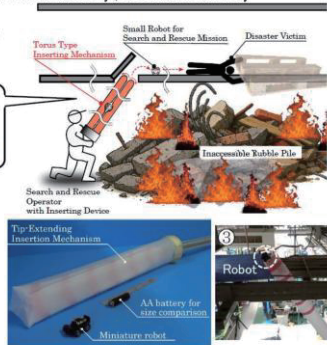 Small Robot for
Search and Rescue Mission
Disaster Victim
Torus Type
Inserting Mechanism
Inaccessible Rubble Pile
Search and Rescue
Operator
with Inserting Device
Tip-Extending
Insertion Mechanism
AA battery for
size comparison
Miniature robot
③
Robot